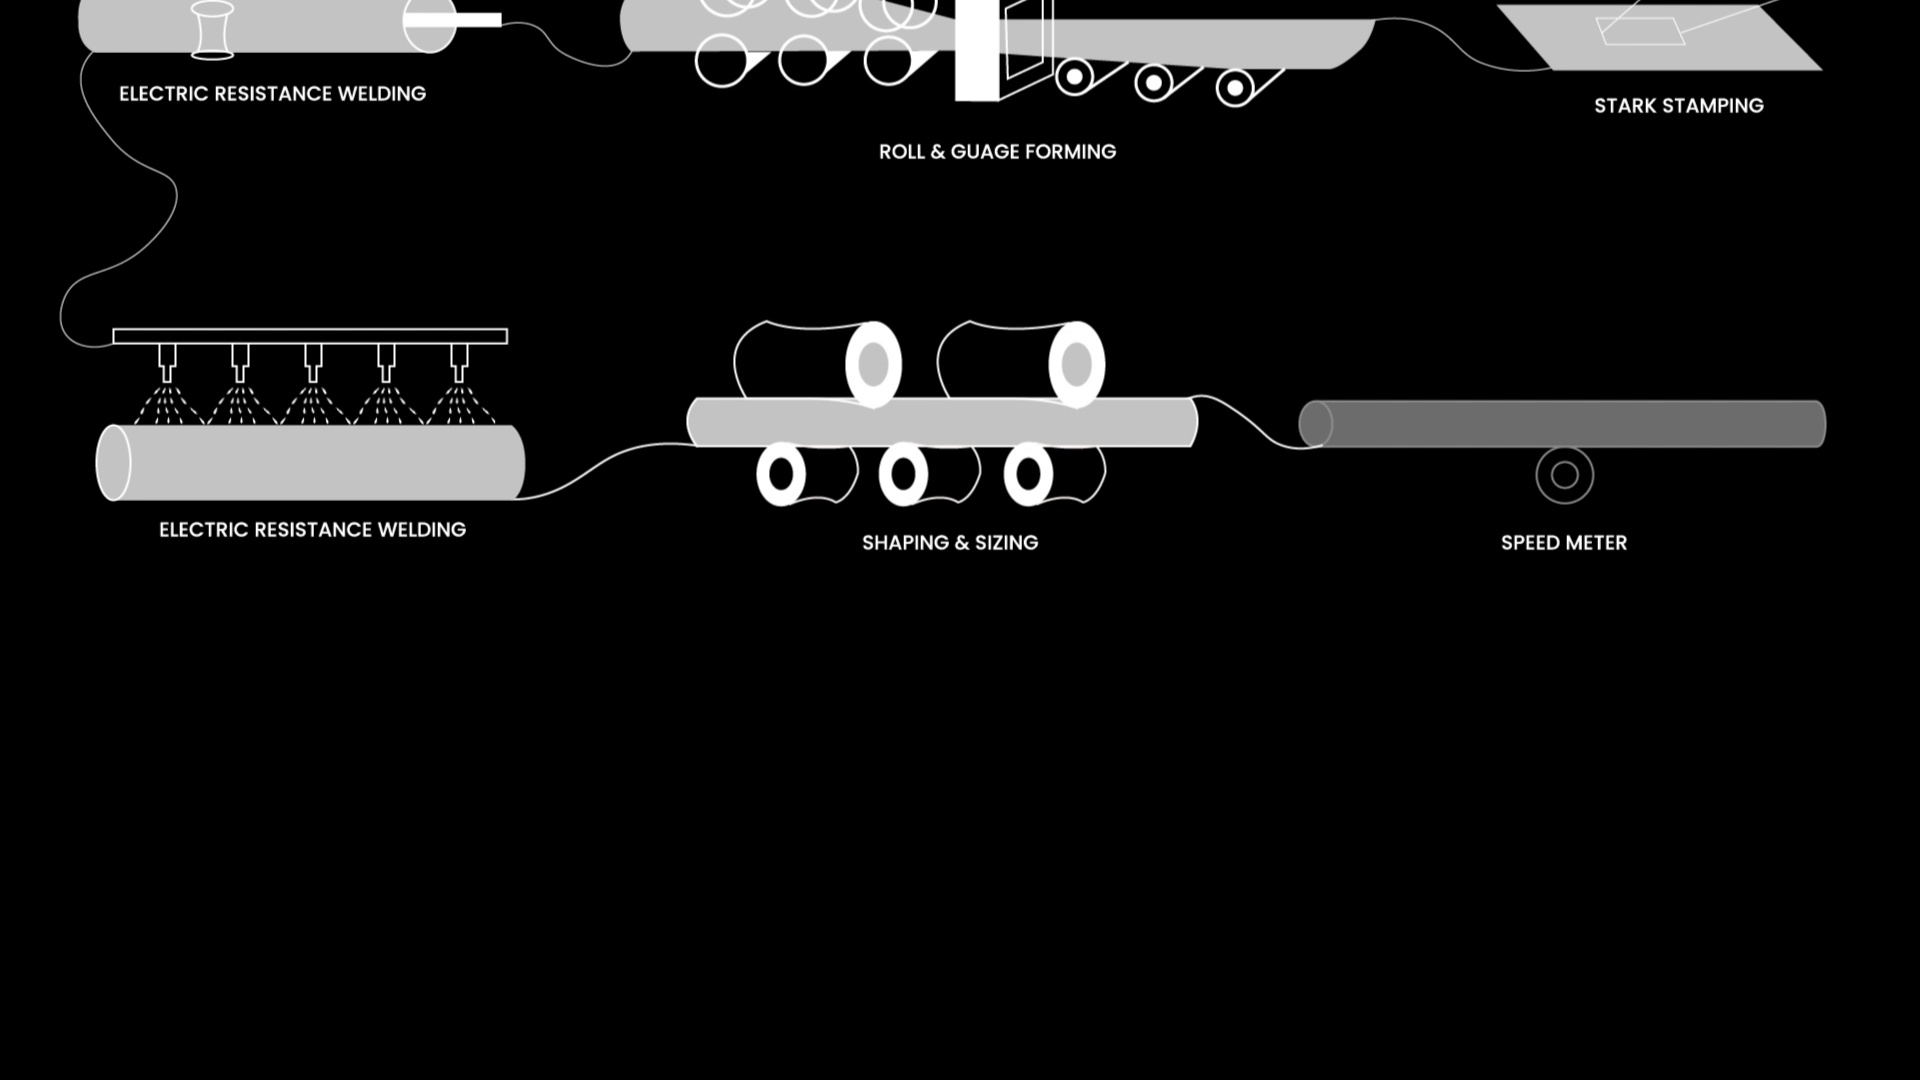 ELECTRIC RESISTANCE WELDING
STARK STAMPING
ROLL & GUAGE FORMING
ELECTRIC RESISTANCE WELDING
SHAPING & SIZING
SPEED METER